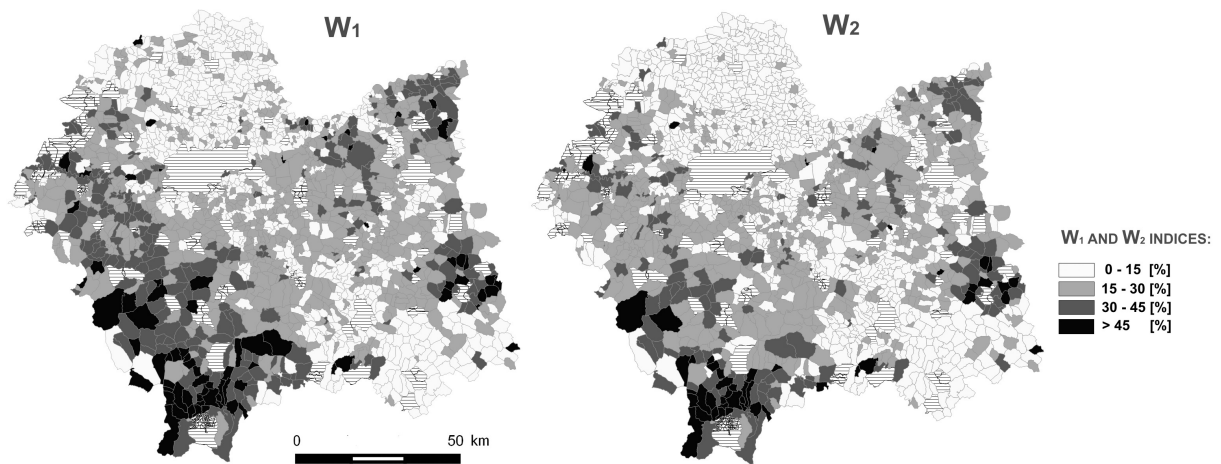 W₁
W₂
W₁ AND W₂ INDICES:
0 - 15 [%]
15 - 30 [%]
30 - 45 [%]
> 45 [%]
0 50 km